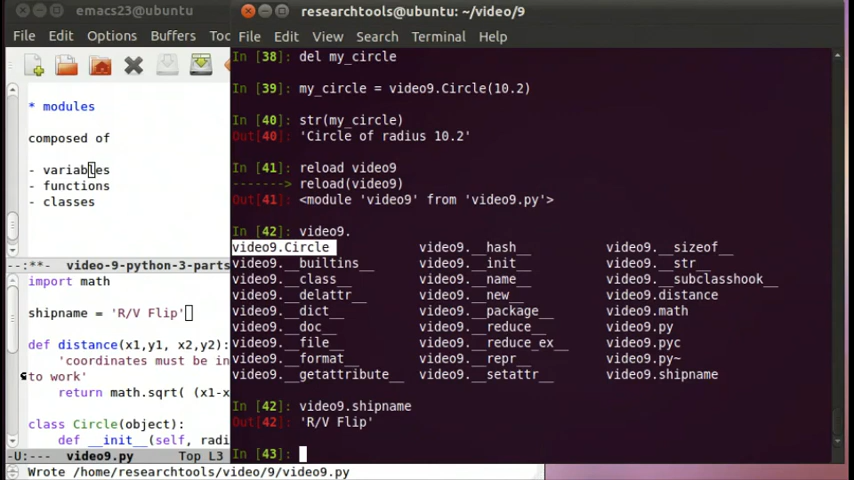 emacs23@ubuntu
File Edit Options Buffers
* modules
composed of
- variables
- functions
- classes
--:**- video-9-python-3-parts
import math
shipname = 'R/V Flip'
def distance(x1,y1, x2,y2):
'coordinates must be in
to work'
return math.sqrt( (x1-x
class Circle(object):
def __init__(self, radi
-U:--- video9.py Top L3
Wrote /home/researchtools/video/9/video9.py
researchtools@ubuntu: ~/video/9
File Edit View Search Terminal Help
In [38]: del my_circle
In [39]: my_circle = video9.Circle(10.2)
In [40]: str(my_circle)
Out[40]: 'Circle of radius 10.2'
In [41]: reload video9
-------> reload(video9)
Out[41]: <module 'video9' from 'video9.py'>
In [42]: video9.
video9.Circle video9.__hash__ video9.__sizeof__
video9.__builtins__ video9.__init__ video9.__str__
video9.__class__ video9.__name__ video9.__subclasshook__
video9.__delattr__ video9.__new__ video9.distance
video9.__dict__ video9.__package__ video9.math
video9.__doc__ video9.__reduce__ video9.py
video9.__file__ video9.__reduce_ex__ video9.pyc
video9.__format__ video9.__repr__ video9.py~
video9.__getattribute__ video9.__setattr__ video9.shipname
In [42]: video9.shipname
Out[42]: 'R/V Flip'
In [43]: